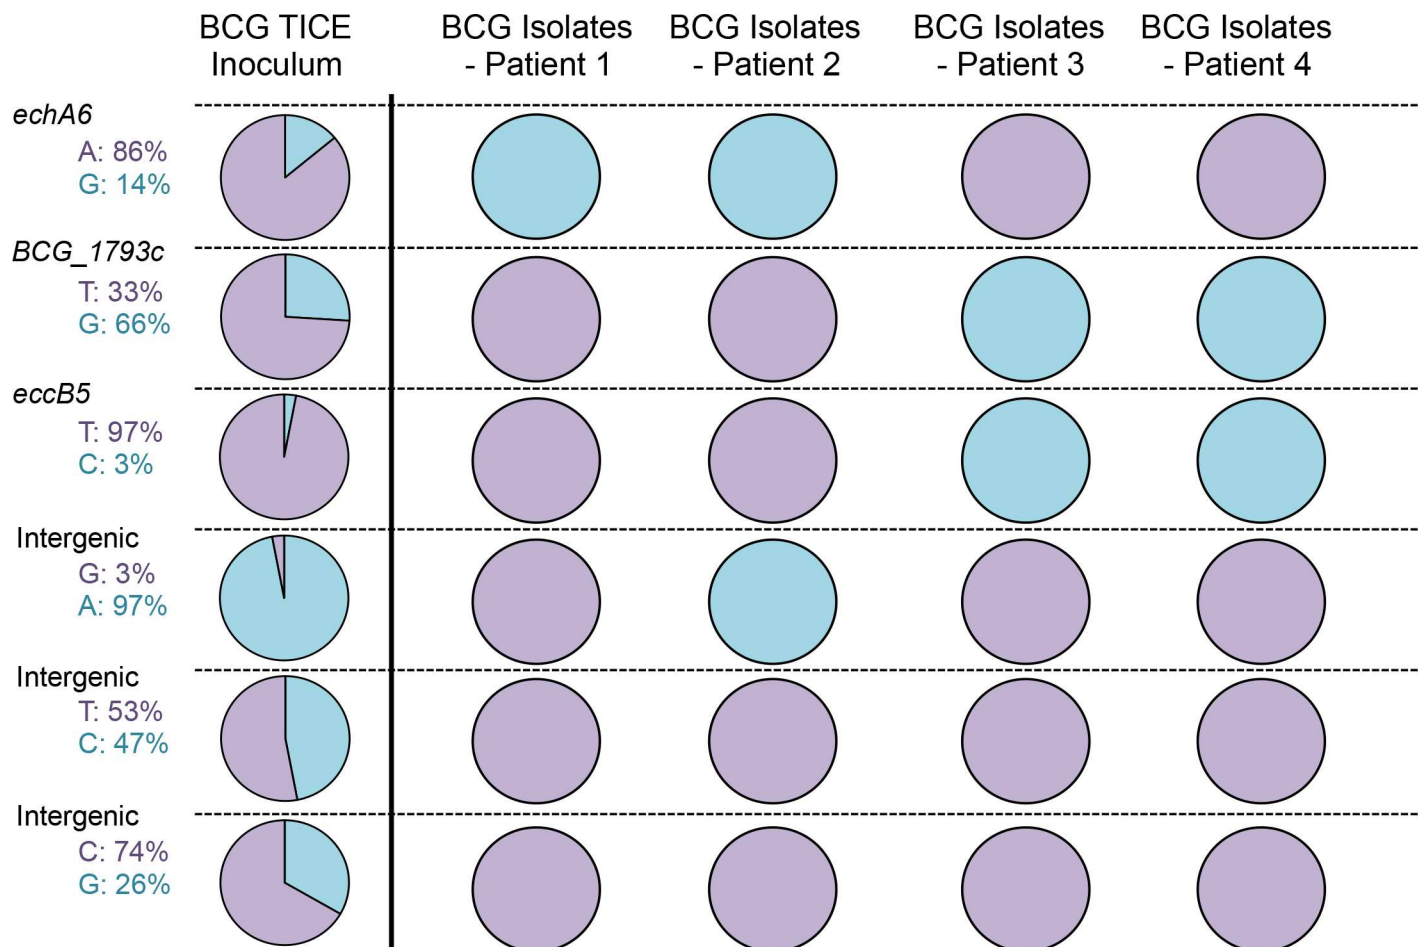 BCG TICE
Inoculum
BCG Isolates
- Patient 1
BCG Isolates
- Patient 2
BCG Isolates
- Patient 3
BCG Isolates
- Patient 4
echA6
A: 86%
G: 14%
BCG_1793c
T: 33%
G: 66%
eccB5
T: 97%
C: 3%
Intergenic
G: 3%
A: 97%
Intergenic
T: 53%
C: 47%
Intergenic
C: 74%
G: 26%